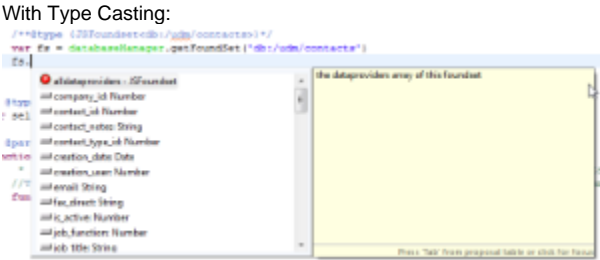 With Type Casting:
/**@type {JSFoundset<db:/udm/contacts>}*/
var fs = databaseManager.getFoundSet("db:/udm/contacts")
fs.
alldataproviders - JSFoundset
the dataproviders array of this foundset
company_id: Number
contact_id: Number
contact_notes: String
contact_type_id: Number
creation_date: Date
creation_user: Number
email: String
fax_direct: String
is_active: Number
job_function: Number
job_title: String
Press 'Tab' from proposal table or click for focus